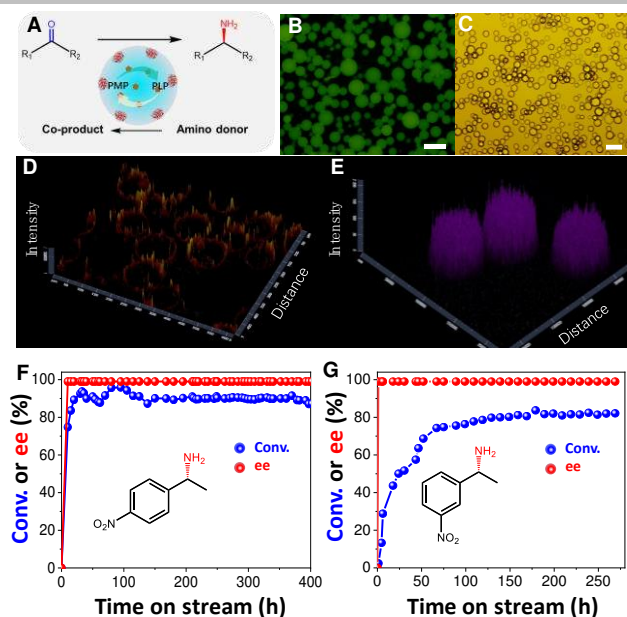 A
O
NH2
R1
R2
R1
R2
PMP
PLP
Co-product
Amino donor
B
C
D
Intensity
Distance
E
Intensity
Distance
F
G
100
80
60
40
20
0
Conv. or ee (%)
Conv.
ee
NH2
NO2
0
100
200
300
400
Time on stream (h)
100
80
60
40
20
0
Conv. or ee (%)
Conv.
ee
NH2
NO2
0
50
100
150
200
250
Time on stream (h)